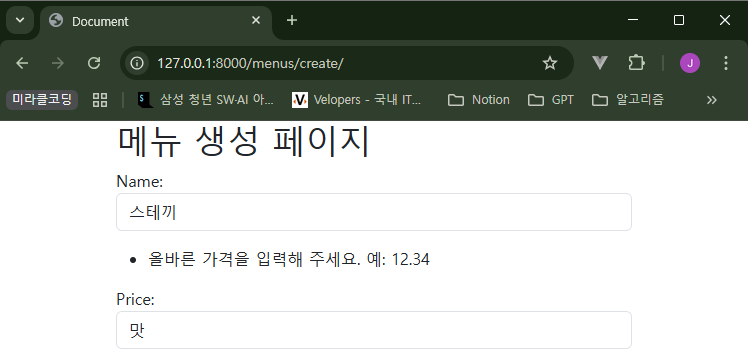 Document
127.0.0.1:8000/menus/create/
J
미라클코딩
삼성 청년 SW·AI 아...
Velopers - 국내 IT...
Notion
GPT
알고리즘
메뉴 생성 페이지
Name:
스테끼
올바른 가격을 입력해 주세요. 예: 12.34
Price:
맛